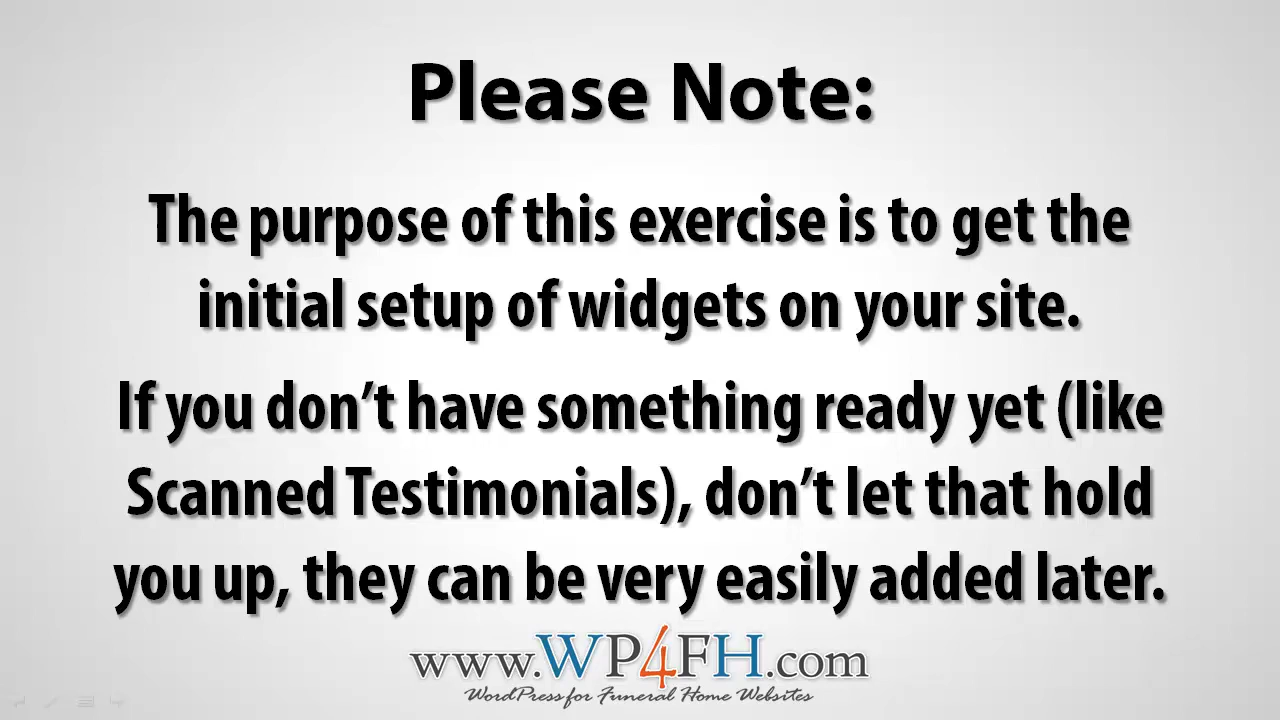 Please Note:
The purpose of this exercise is to get the
initial setup of widgets on your site.
If you don’t have something ready yet (like
Scanned Testimonials), don’t let that hold
you up, they can be very easily added later.
www.WP4FH.com
WordPress for Funeral Home Websites